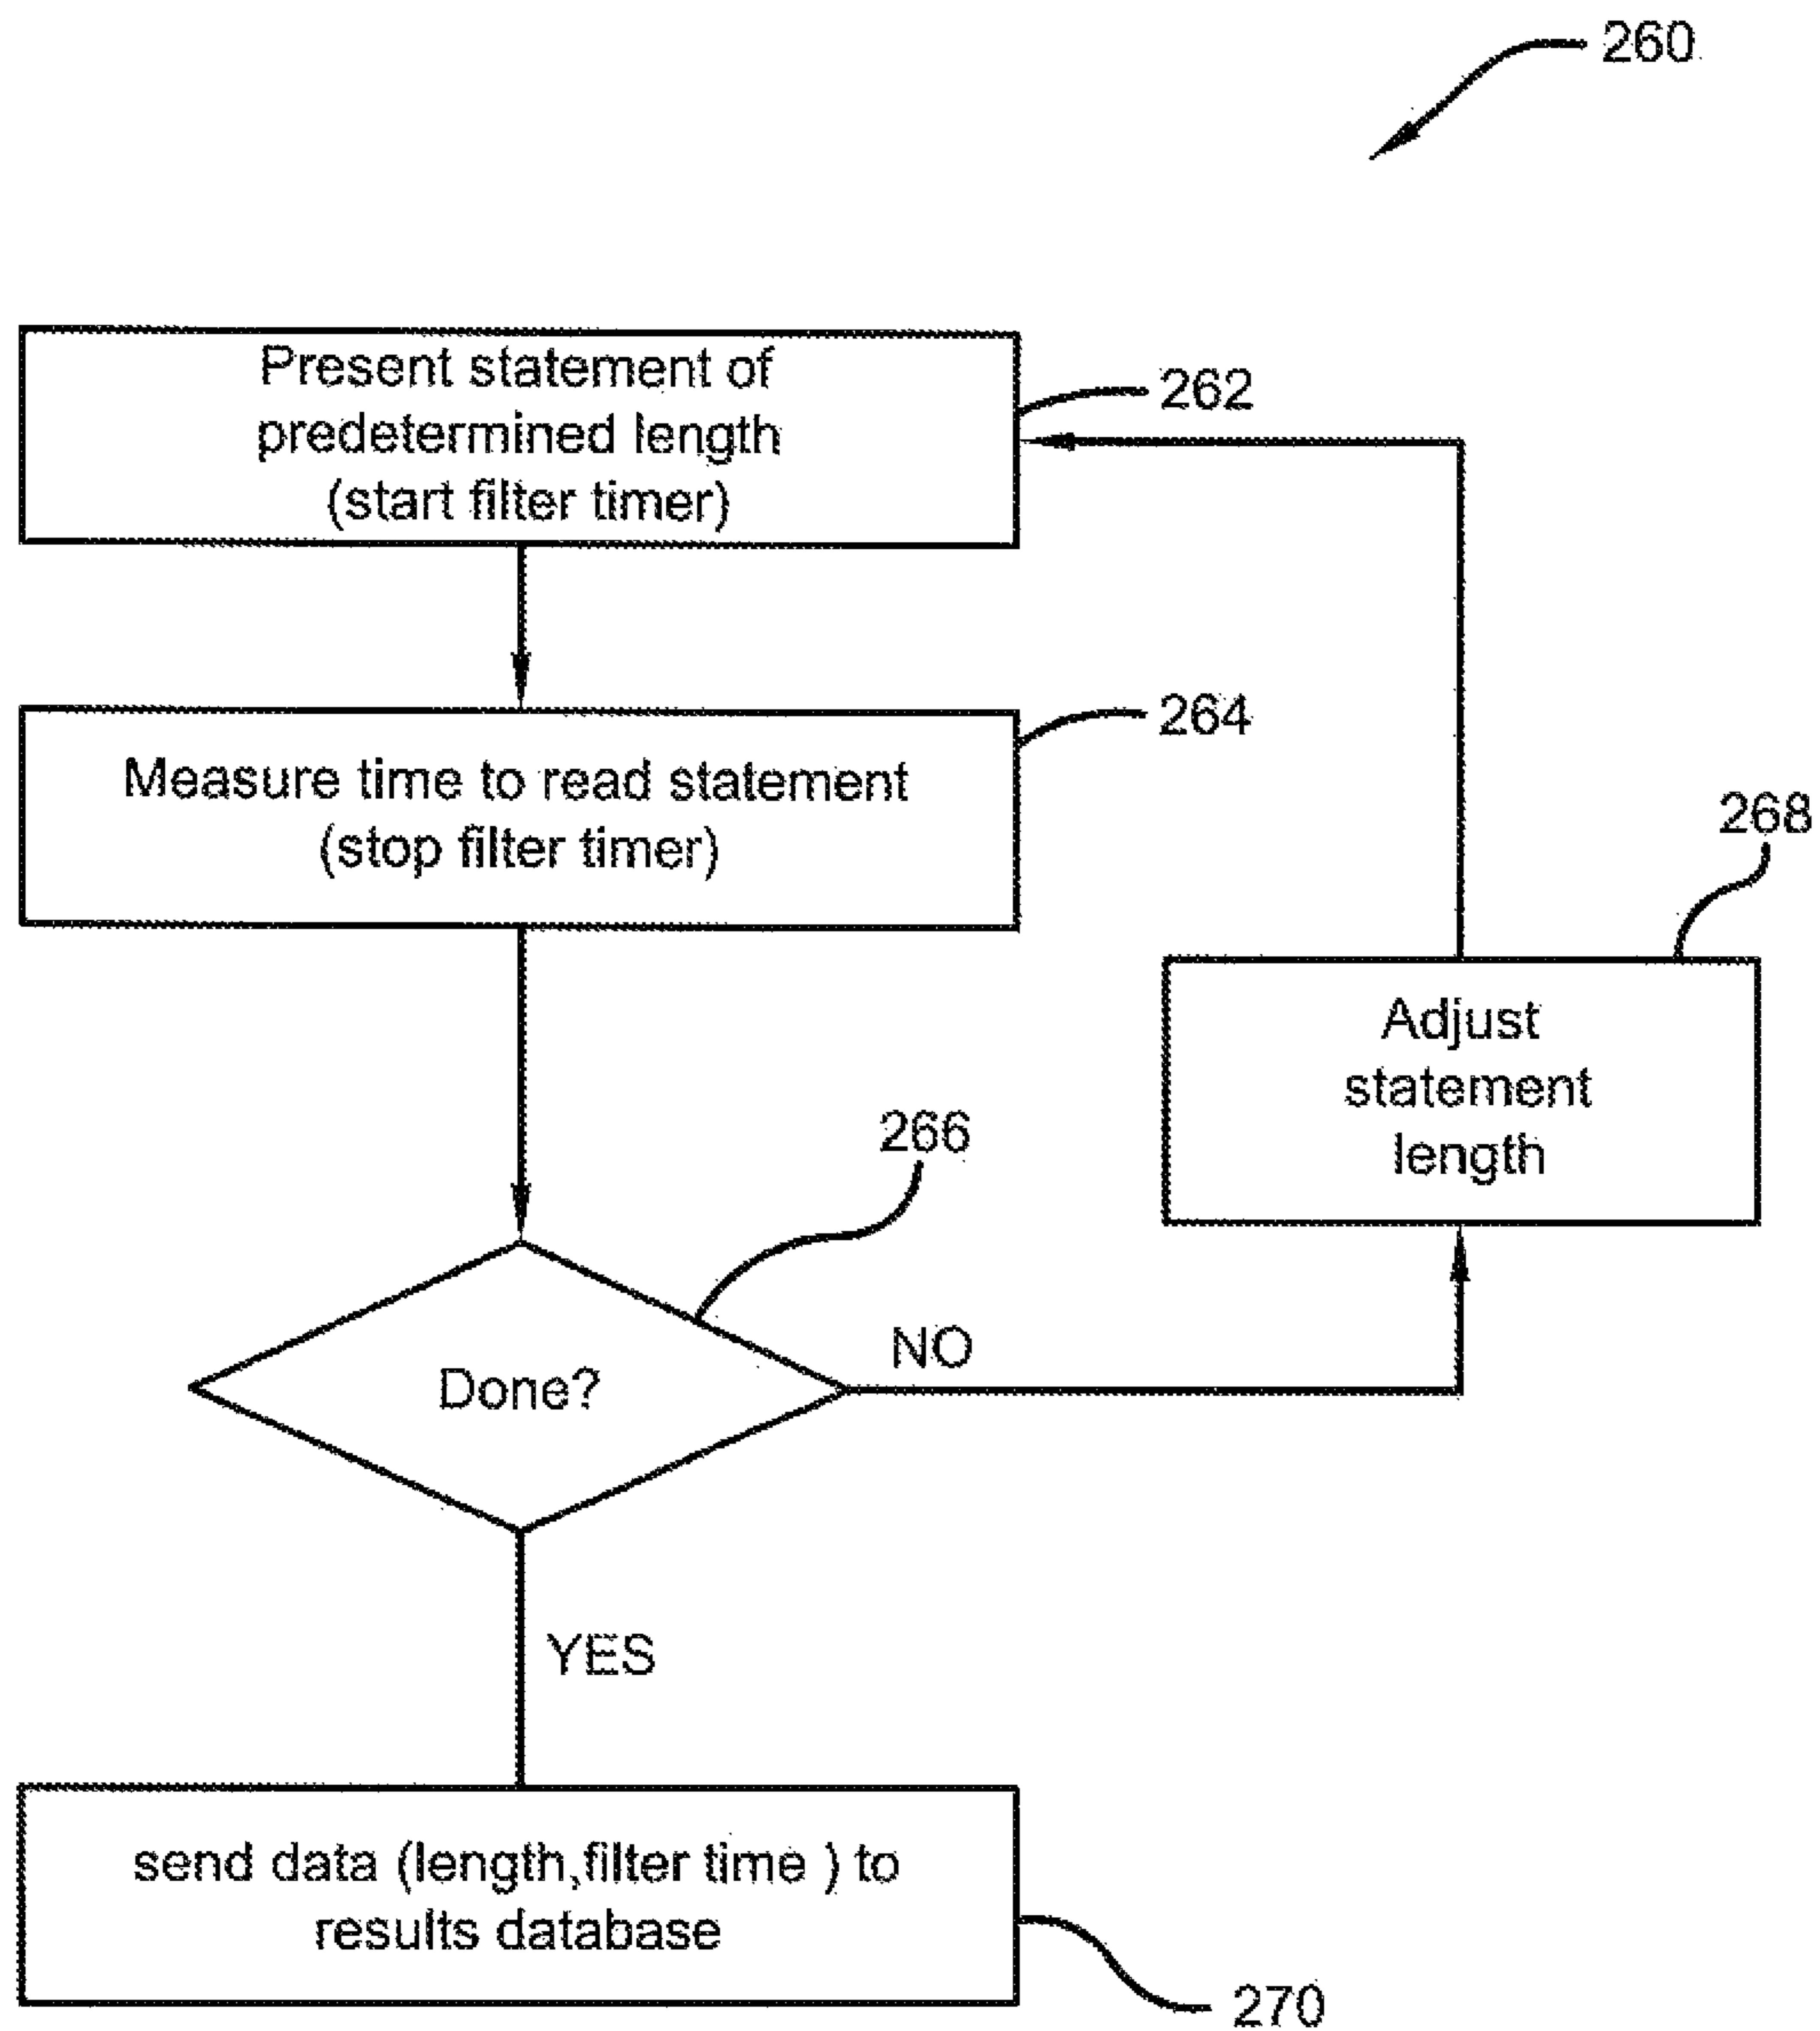 260
Present statement of
predetermined length
(start filter timer)
262
Measure time to read statement
(stop filter timer)
264
268
Adjust
statement
length
266
Done?
NO
YES
send data (length,filter time ) to
results database
270